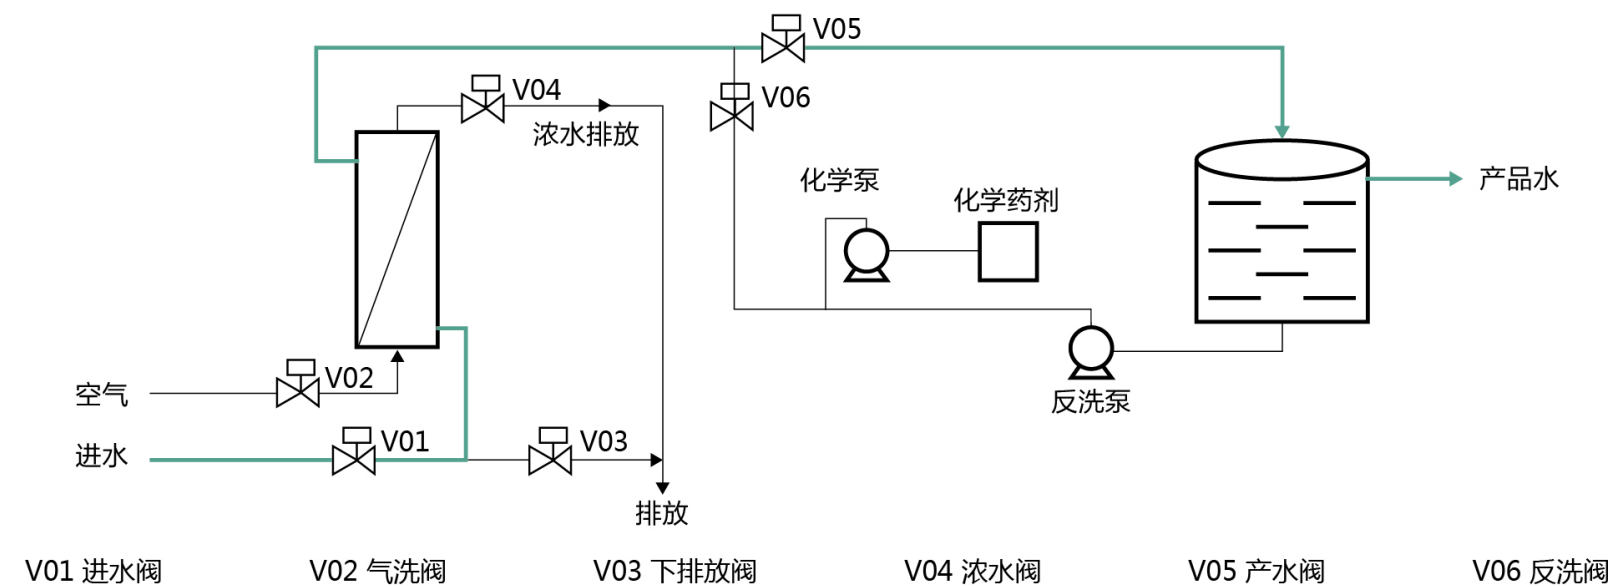 V05
V04
V06
浓水排放
化学泵
产品水
化学药剂
空气
V02
反洗泵
进水
V01
V03
排放
V01 进水阀
V02 气洗阀
V03 下排放阀
V04 浓水阀
V05 产水阀
V06 反洗阀